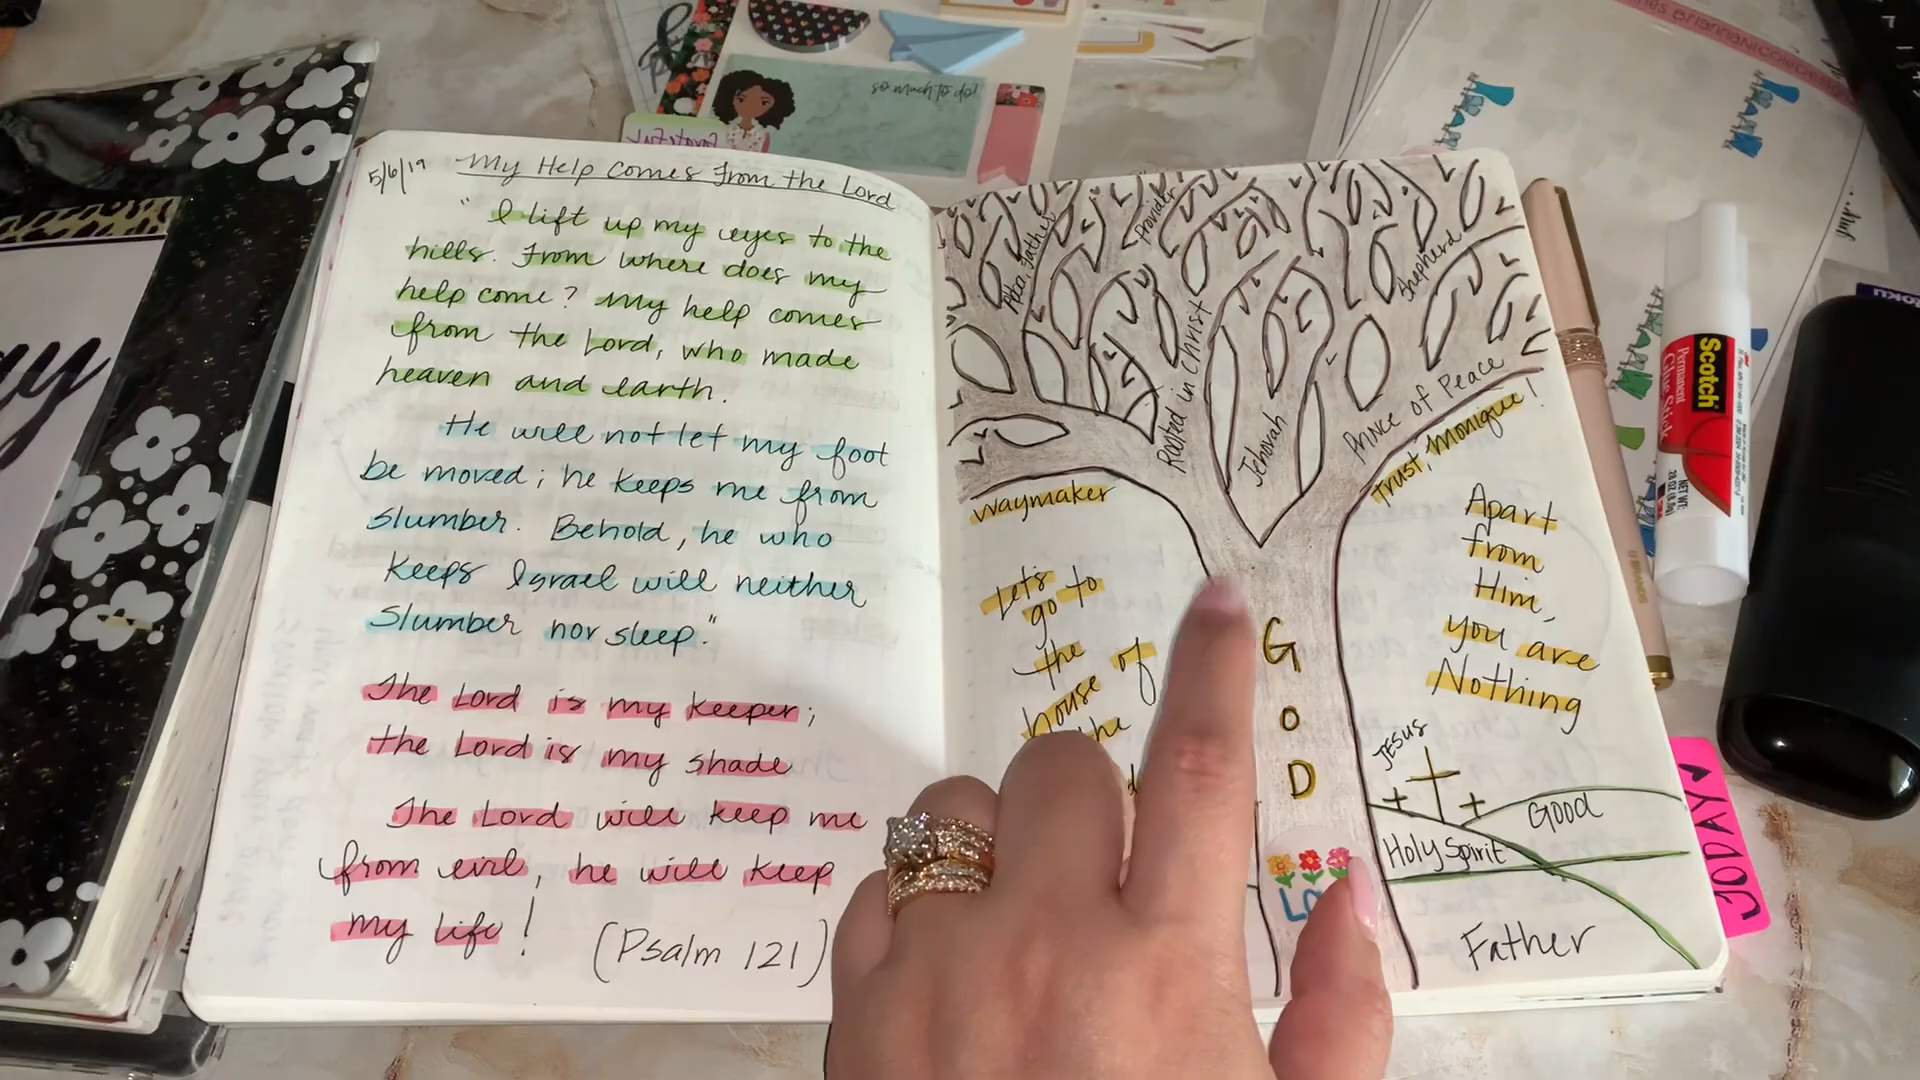 5/6/19 My Help Comes From the Lord
"I lift up my eyes to the
hills. From where does my
help come? My help comes
from the Lord, who made
heaven and earth.
He will not let my foot
be moved; he keeps me from
slumber. Behold, he who
keeps Israel will neither
slumber nor sleep."
The Lord is my keeper;
the Lord is my shade
The Lord will keep me
from evil, he will keep
my life!
(Psalm 121)
Abba, Father
Provider
Shepherd
Rooted in Christ
Jehovah
Prince of Peace
Trust, Monique!
waymaker
Let's
go to
the
house of
the
GOD
Apart
from
Him,
you are
Nothing
JESUS
Good
Holy Spirit
Father
TODAY
so much to do!
Grateful
Scotch
Permanent
Glue Stick